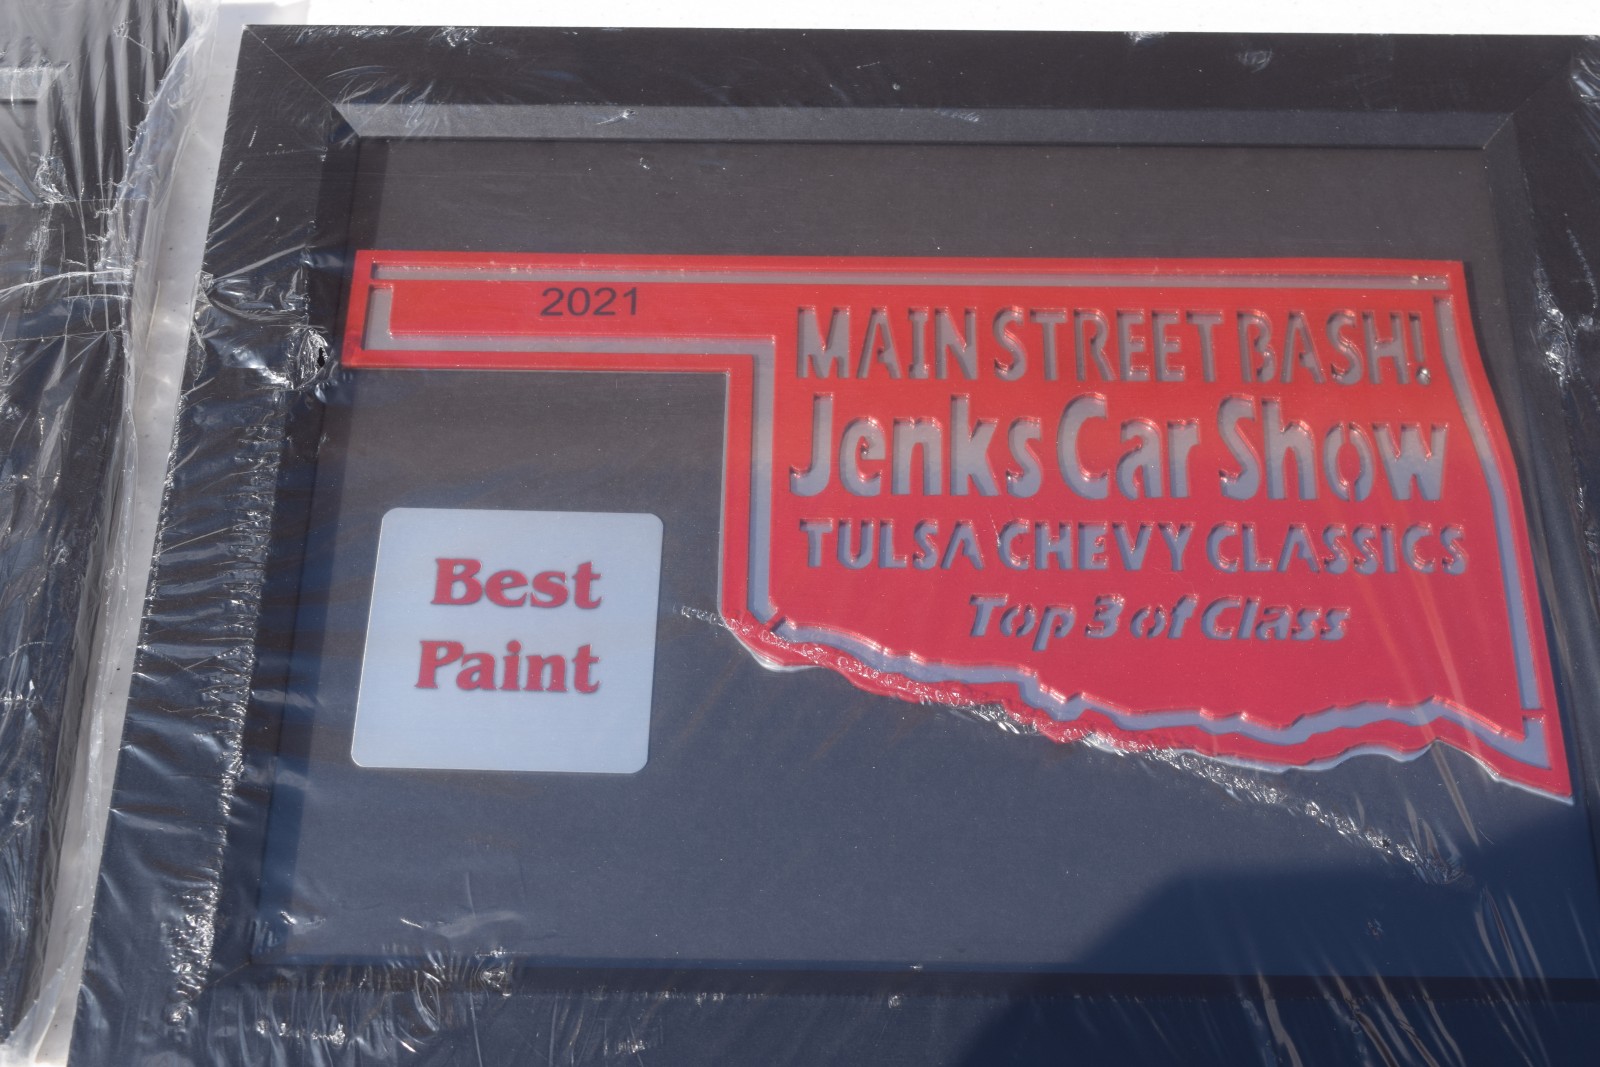 2021
MAIN STREET BASH!
Jenks Car Show
TULSA CHEVY CLASSICS
Top 3 of Class
Best
Paint